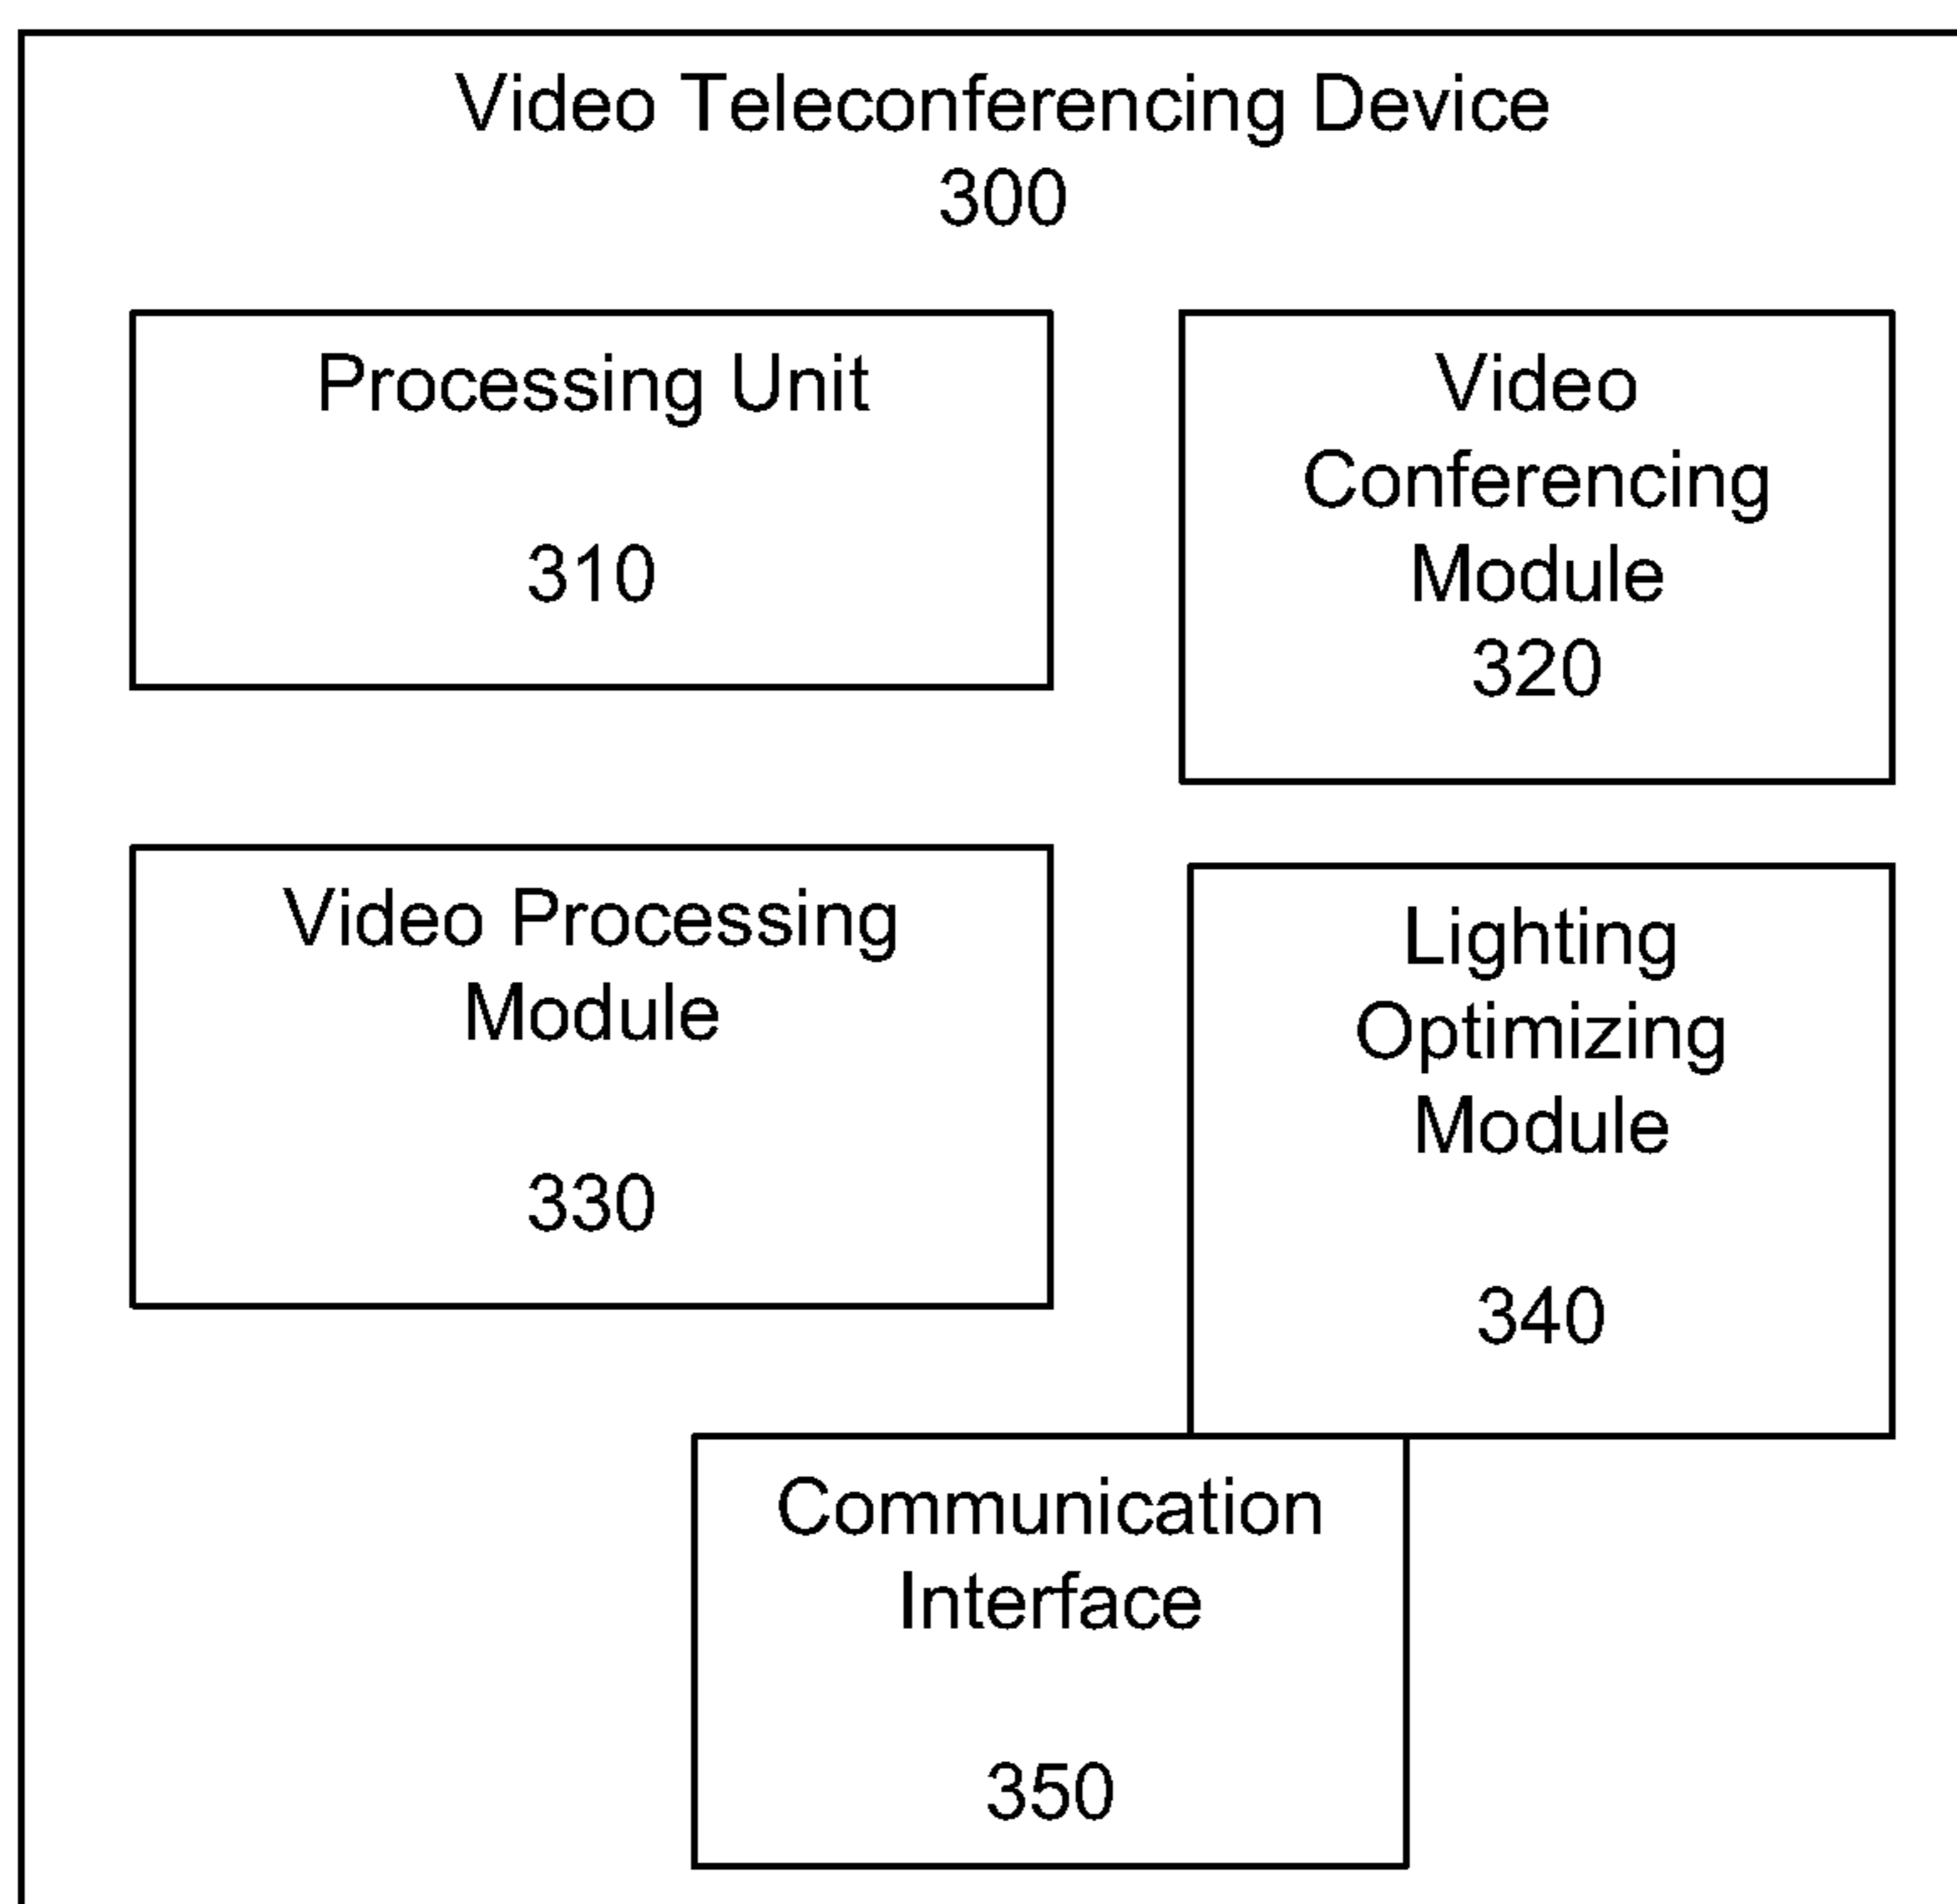 Video Teleconferencing Device
300
Processing Unit
310
Video
Conferencing
Module
320
Video Processing
Module
330
Lighting
Optimizing
Module
340
Communication
Interface
350